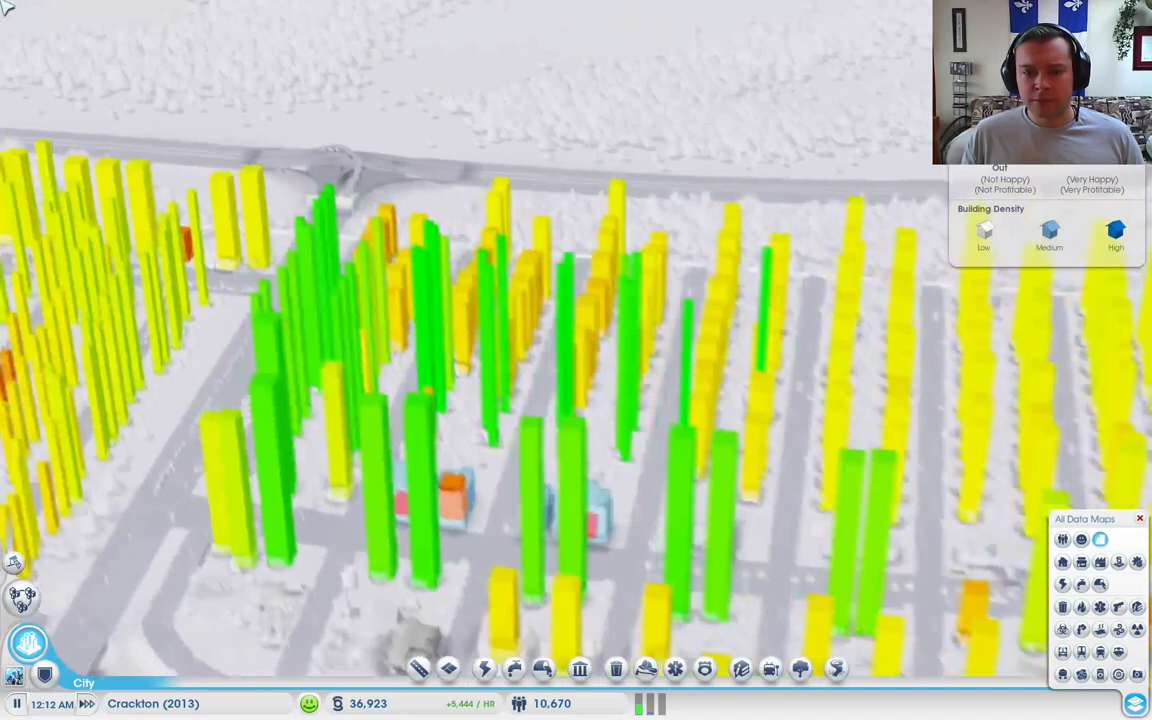 Out
(Not Happy) (Very Happy)
(Not Profitable) (Very Profitable)
Building Density
Low Medium High
All Data Maps
City
12:12 AM Crackton (2013) 36,923 +5,444 / HR 10,670